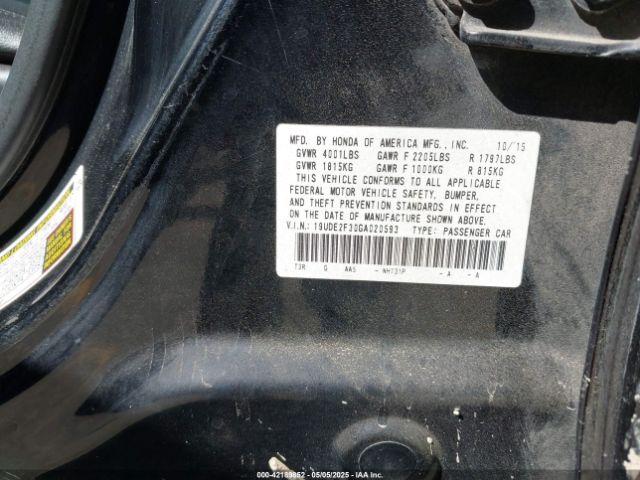 MFD. BY HONDA OF AMERICA MFG., INC. 10/15
GVWR 4001LBS GAWR F 2205LBS R 1797LBS
GVWR 1815KG GAWR F 1000KG R 815KG
THIS VEHICLE CONFORMS TO ALL APPLICABLE
FEDERAL MOTOR VEHICLE SAFETY, BUMPER,
AND THEFT PREVENTION STANDARDS IN EFFECT
ON THE DATE OF MANUFACTURE SHOWN ABOVE.
V.I.N.: 19UDE2F30GA020593 TYPE: PASSENGER CAR
T3R G AA5 - NH731P - A - A
000-42183852 - 05/05/2025 - IAA Inc.